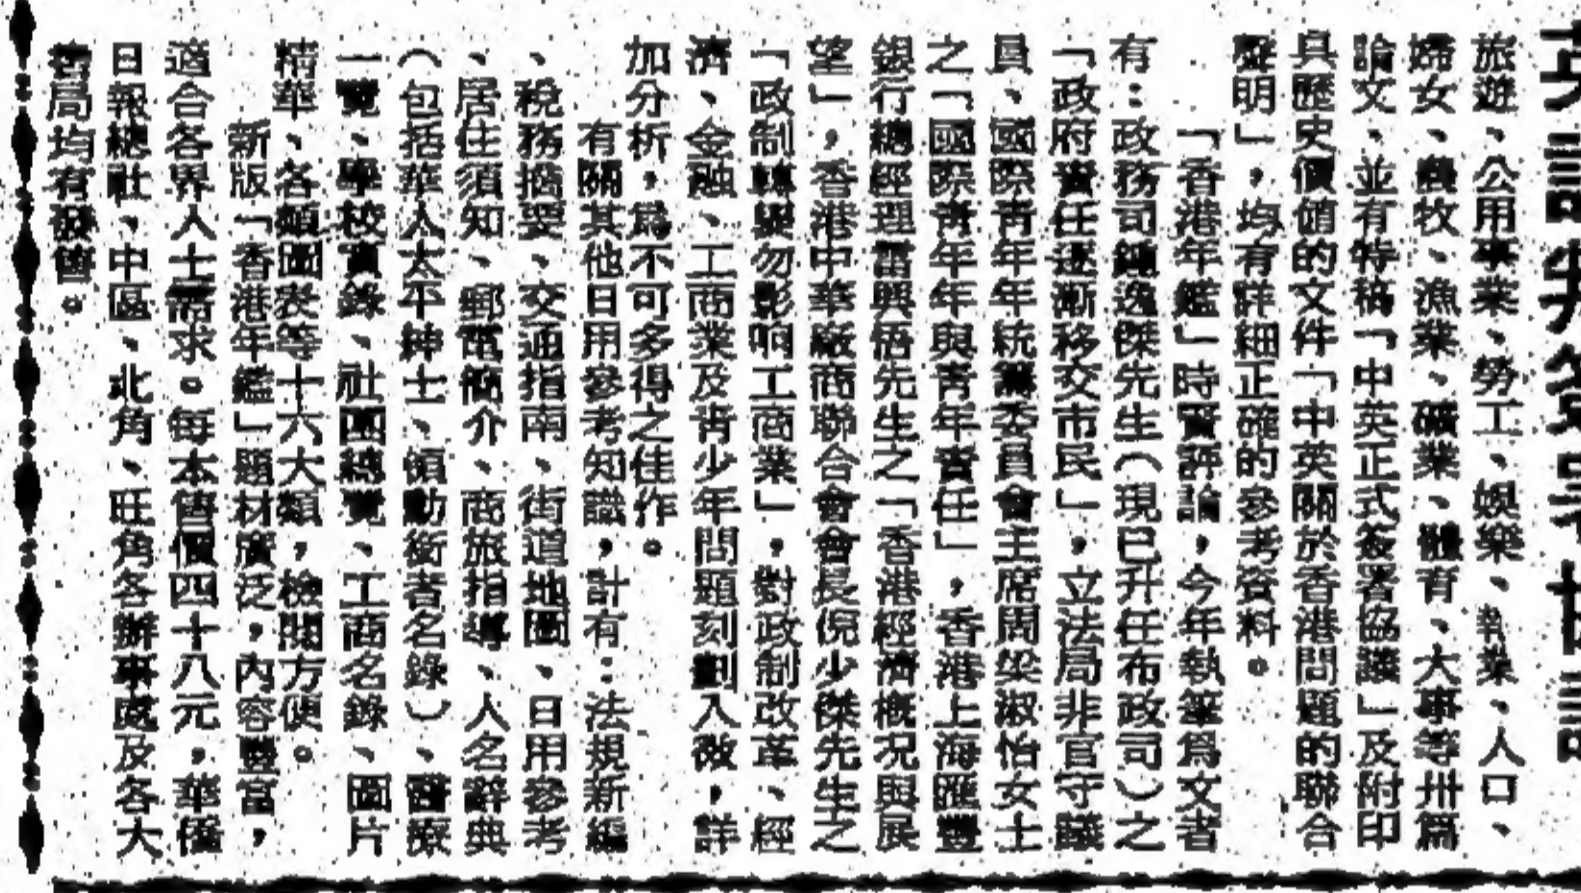 旅遊、公用事業、勞工、娛樂、執業、人口、
婦女、農牧、漁業、礦業、體育、大事等卅篇
論文、並有特稿「中英正式簽署協議」及附印
具歷史價值的文件「中英關於香港問題的聯合
聲明」，均有詳細正確的參考資料。
「香港年鑑」時賢評論，今年執筆爲文者
有：政務司鍾逸傑先生（現已升任布政司）之
「政府責任逐漸移交市民」，立法局非官守議
員、國際青年年統籌委員會主席周梁淑怡女士
之「國際青年年與青年責任」，香港上海匯豐
銀行總經理雷興悟先生之「香港經濟概况與展
望」，香港中華廠商聯合會會長倪少傑先生之
「政制轉變勿影响工商業」，對政制改革、經
濟、金融、工商業及青少年問題刻劃入微，詳
加分析，爲不可多得之佳作。
有關其他日用參考知識，計有：法規新編
、稅務摘要、交通指南、街道地圖、日用參考
、居住須知、郵電簡介、商旅指導、人名辭典
（包括華人太平紳士、領勳銜者名錄）、醫療
一覽、學校實錄、社團總覽、工商名錄、圖片
精華、各類圖表等十六大類，檢閱方便。
新版「香港年鑑」題材廣泛，內容豐富，
適合各界人士需求。每本售價四十八元，華僑
日報總社、中區、北角、旺角各辦事處及各大
書局均有發售。